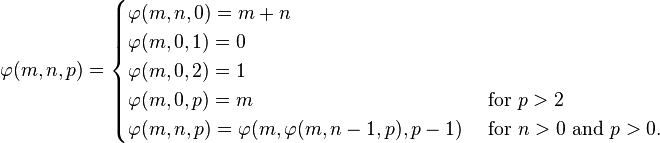 φ(m, n, 0) = m + n
φ(m, 0, 1) = 0
φ(m, n, p) = { φ(m, 0, 2) = 1
φ(m, 0, p) = m for p > 2
φ(m, n, p) = φ(m, φ(m, n − 1, p), p − 1) for n > 0 and p > 0.